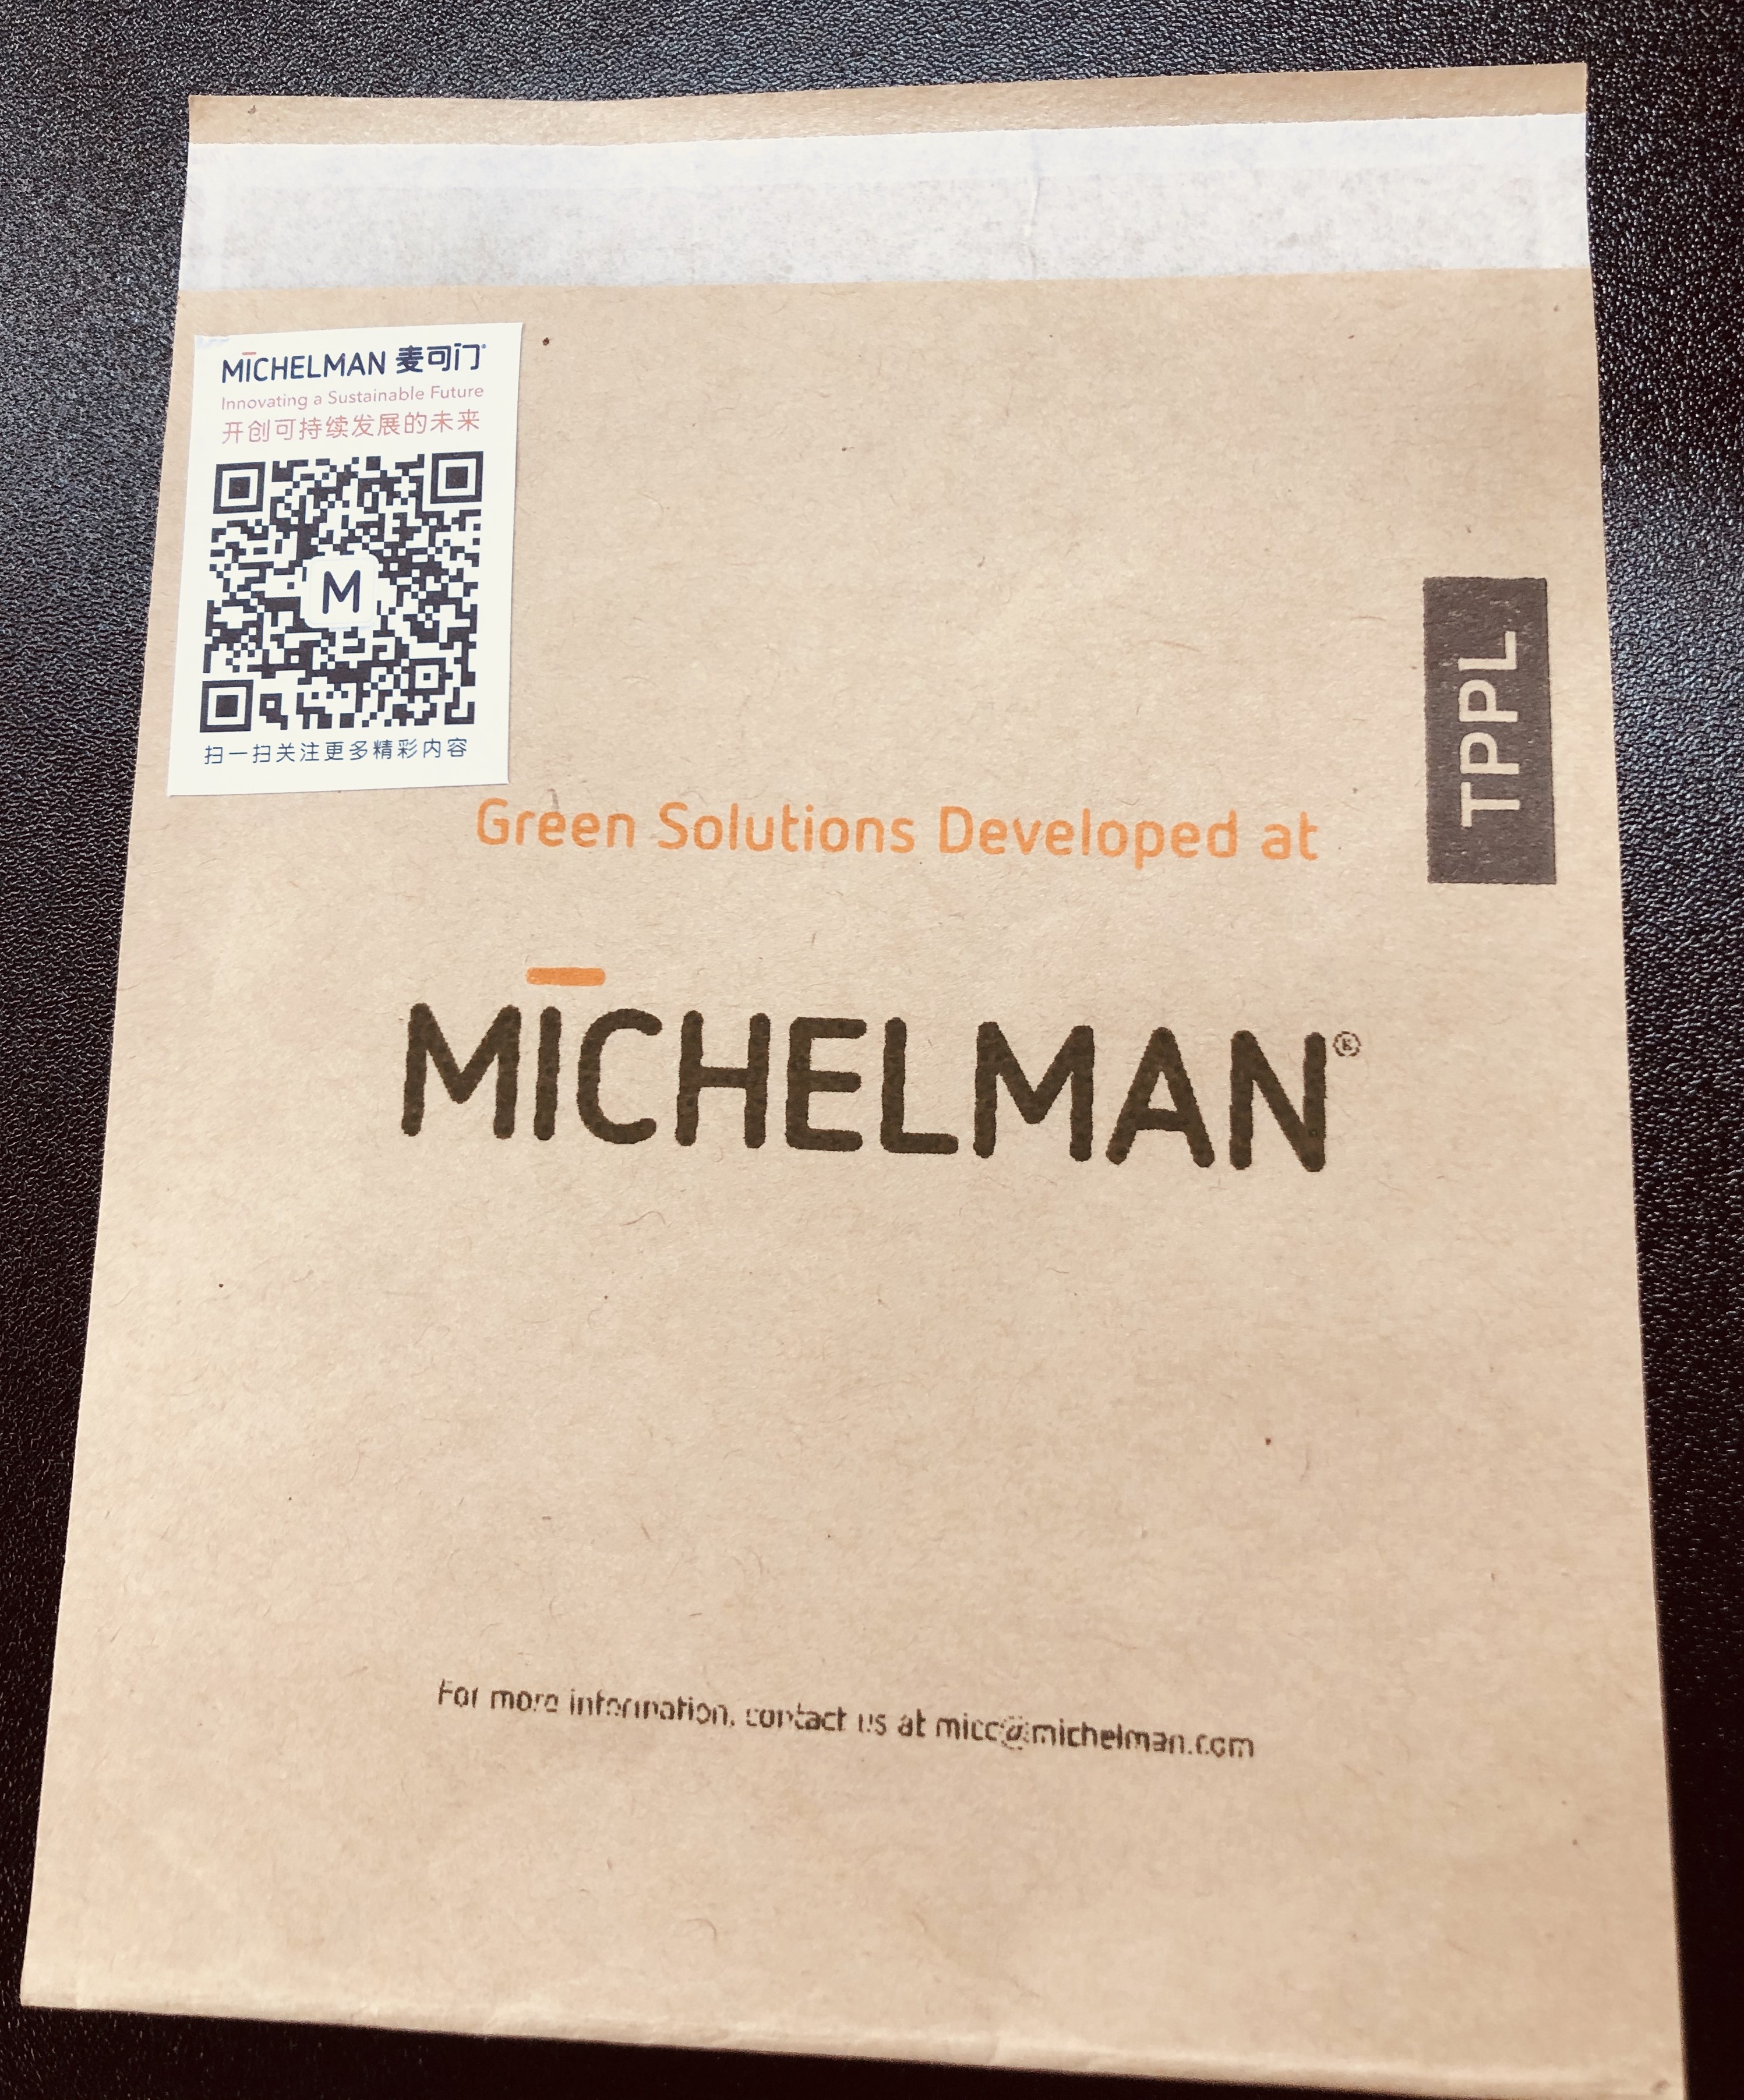 MICHELMAN 麦可门®
Innovating a Sustainable Future
开创可持续发展的未来
M
扫一扫关注更多精彩内容
TPPL
Green Solutions Developed at
MICHELMAN®
For more information, contact us at micc@michelman.com